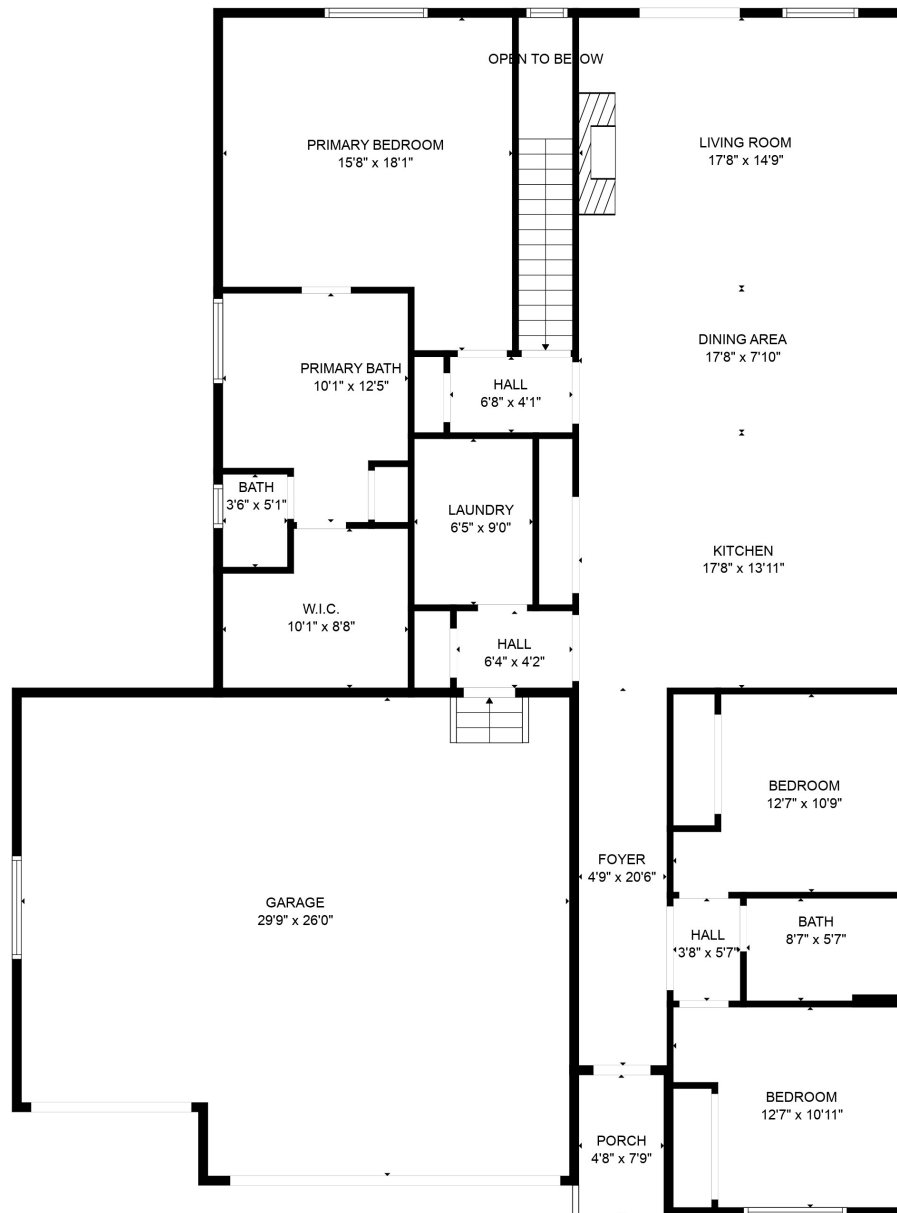 OPEN TO BELOW
PRIMARY BEDROOM
15'8" x 18'1"
LIVING ROOM
17'8" x 14'9"
DINING AREA
17'8" x 7'10"
PRIMARY BATH
10'1" x 12'5"
HALL
6'8" x 4'1"
BATH
3'6" x 5'1"
LAUNDRY
6'5" x 9'0"
KITCHEN
17'8" x 13'11"
W.I.C.
10'1" x 8'8"
HALL
6'4" x 4'2"
BEDROOM
12'7" x 10'9"
FOYER
4'9" x 20'6"
GARAGE
29'9" x 26'0"
HALL
3'8" x 5'7"
BATH
8'7" x 5'7"
BEDROOM
12'7" x 10'11"
PORCH
4'8" x 7'9"